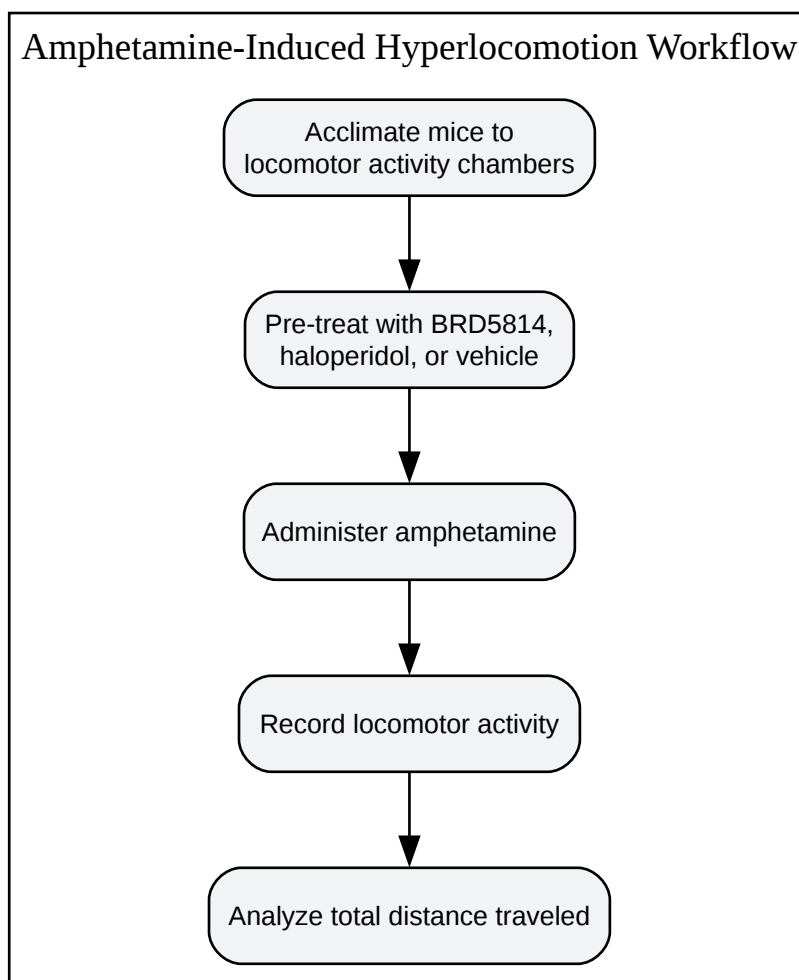 Amphetamine-Induced Hyperlocomotion Workflow
Acclimate mice to
locomotor activity chambers
Pre-treat with BRD5814,
haloperidol, or vehicle
Administer amphetamine
Record locomotor activity
Analyze total distance traveled